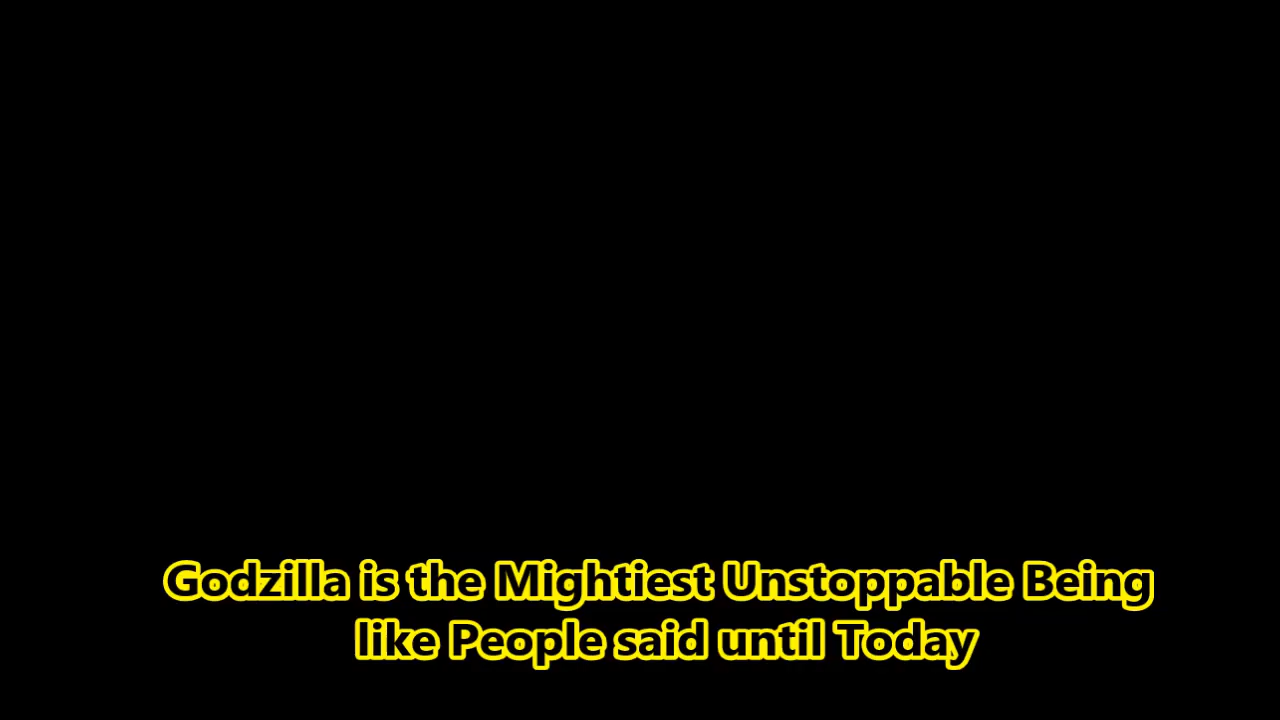 Godzilla is the Mightiest Unstoppable Being
like People said until Today